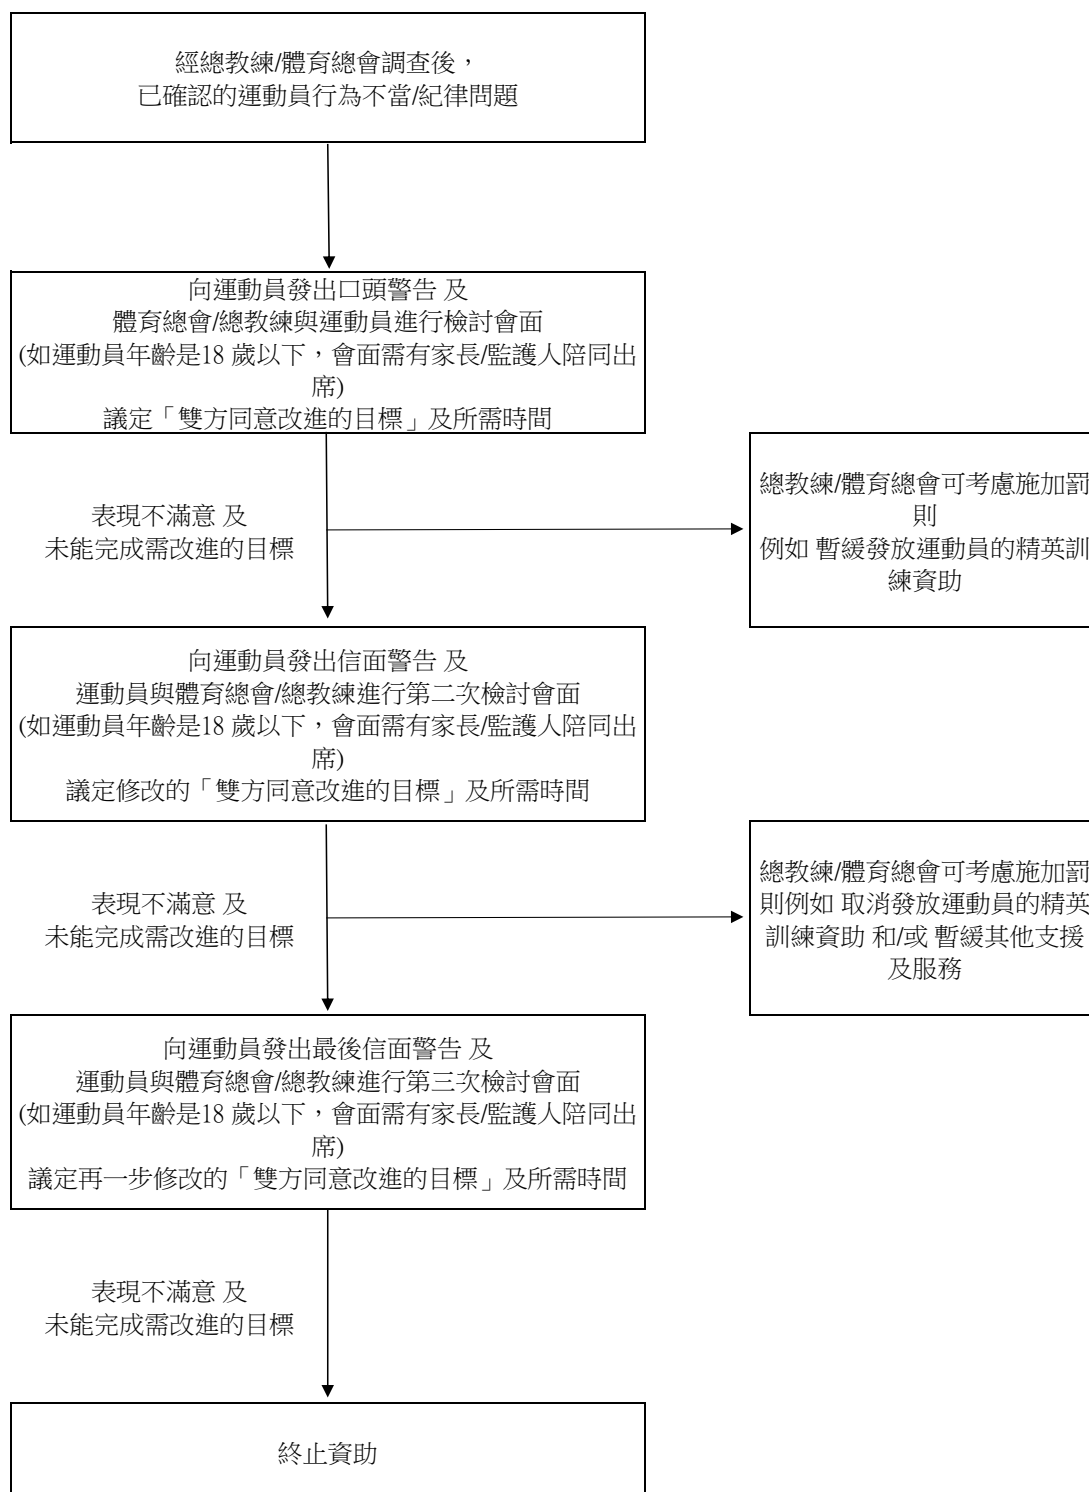 經總教練/體育總會調查後，
已確認的運動員行為不當/紀律問題
向運動員發出口頭警告 及
體育總會/總教練與運動員進行檢討會面
(如運動員年齡是18 歲以下，會面需有家長/監護人陪同出
席)
議定「雙方同意改進的目標」及所需時間
表現不滿意 及
未能完成需改進的目標
總教練/體育總會可考慮施加罰
則
例如 暫緩發放運動員的精英訓
練資助
向運動員發出信面警告 及
運動員與體育總會/總教練進行第二次檢討會面
(如運動員年齡是18 歲以下，會面需有家長/監護人陪同出
席)
議定修改的「雙方同意改進的目標」及所需時間
表現不滿意 及
未能完成需改進的目標
總教練/體育總會可考慮施加罰
則例如 取消發放運動員的精英
訓練資助 和/或 暫緩其他支援
及服務
向運動員發出最後信面警告 及
運動員與體育總會/總教練進行第三次檢討會面
(如運動員年齡是18 歲以下，會面需有家長/監護人陪同出
席)
議定再一步修改的「雙方同意改進的目標」及所需時間
表現不滿意 及
未能完成需改進的目標
終止資助